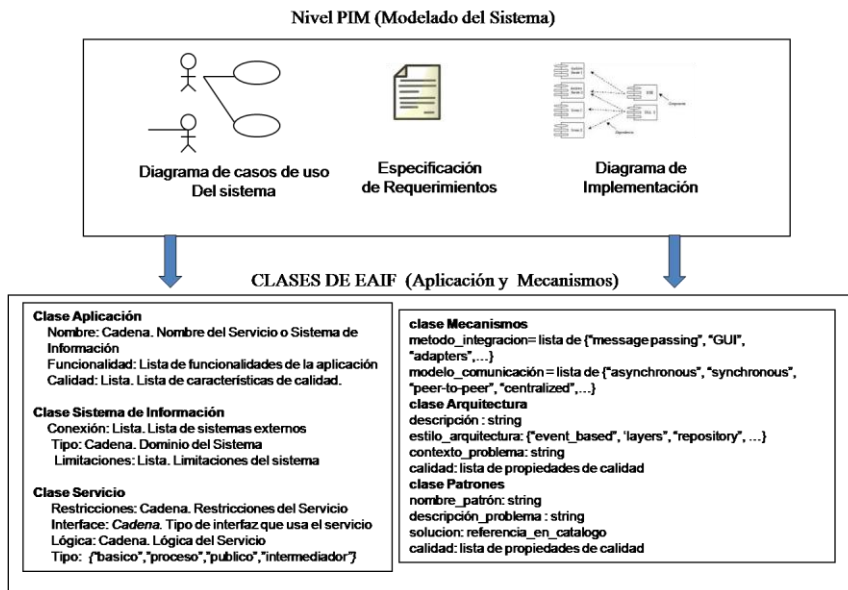 Nivel PIM (Modelado del Sistema)
Diagrama de casos de uso
Del sistema
Especificación
de Requerimientos
Diagrama de
Implementación
CLASES DE EAIF (Aplicación y Mecanismos)
Clase Aplicación
Nombre: Cadena. Nombre del Servicio o Sistema de
Información
Funcionalidad: Lista de funcionalidades de la aplicación
Calidad: Lista. Lista de características de calidad.
Clase Sistema de Información
Conexión: Lista. Lista de sistemas externos
Tipo: Cadena. Dominio del Sistema
Limitaciones: Lista. Limitaciones del sistema
Clase Servicio
Restricciones: Cadena. Restricciones del Servicio
Interface: Cadena. Tipo de interfaz que usa el servicio
Lógica: Cadena. Lógica del Servicio
Tipo: {"basico","proceso","publico","intermediador"}
clase Mecanismos
metodo_integracion= lista de {"message passing", "GUI",
"adapters",…}
modelo_comunicación = lista de {"asynchronous", "synchronous",
"peer-to-peer", "centralized",…}
clase Arquitectura
descripción : string
estilo_arquitectura: {"event_based", 'layers", "repository", …}
contexto_problema: string
calidad: lista de propiedades de calidad
clase Patrones
nombre_patrón: string
descripción_problema : string
solucion: referencia_en_catalogo
calidad: lista de propiedades de calidad